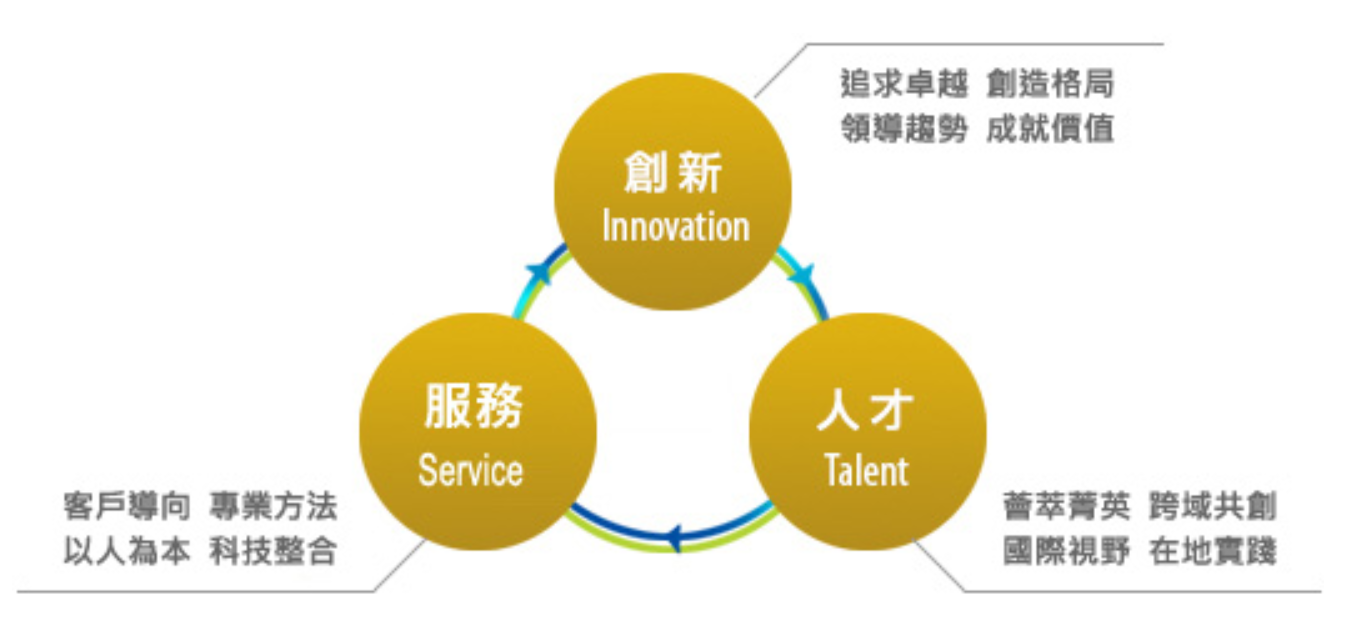 追求卓越 創造格局
領導趨勢 成就價值
創新
Innovation
服務
Service
人才
Talent
客戶導向 專業方法
以人為本 科技整合
薈萃菁英 跨域共創
國際視野 在地實踐